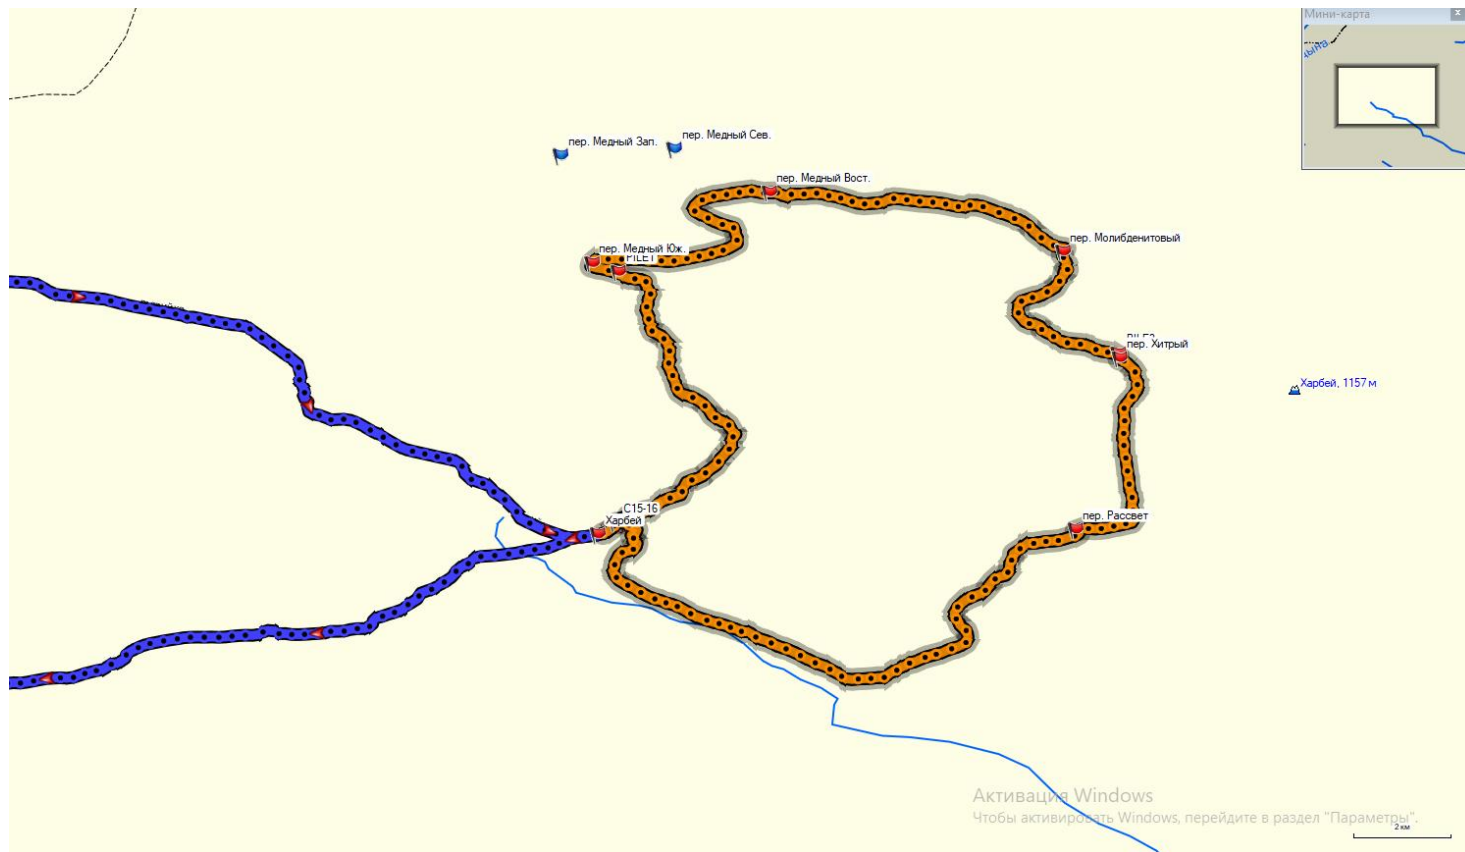 Мини-карта
пер. Медный Зап.
пер. Медный Сев.
пер. Медный Вост.
пер. Молибденитовый
пер. Медный Юж.
PILE1
пер. Хитрый
Харбей, 1157 м
C15-16
Харбей
пер. Рассвет
Активация Windows
Чтобы активировать Windows, перейдите в раздел "Параметры".
2 км